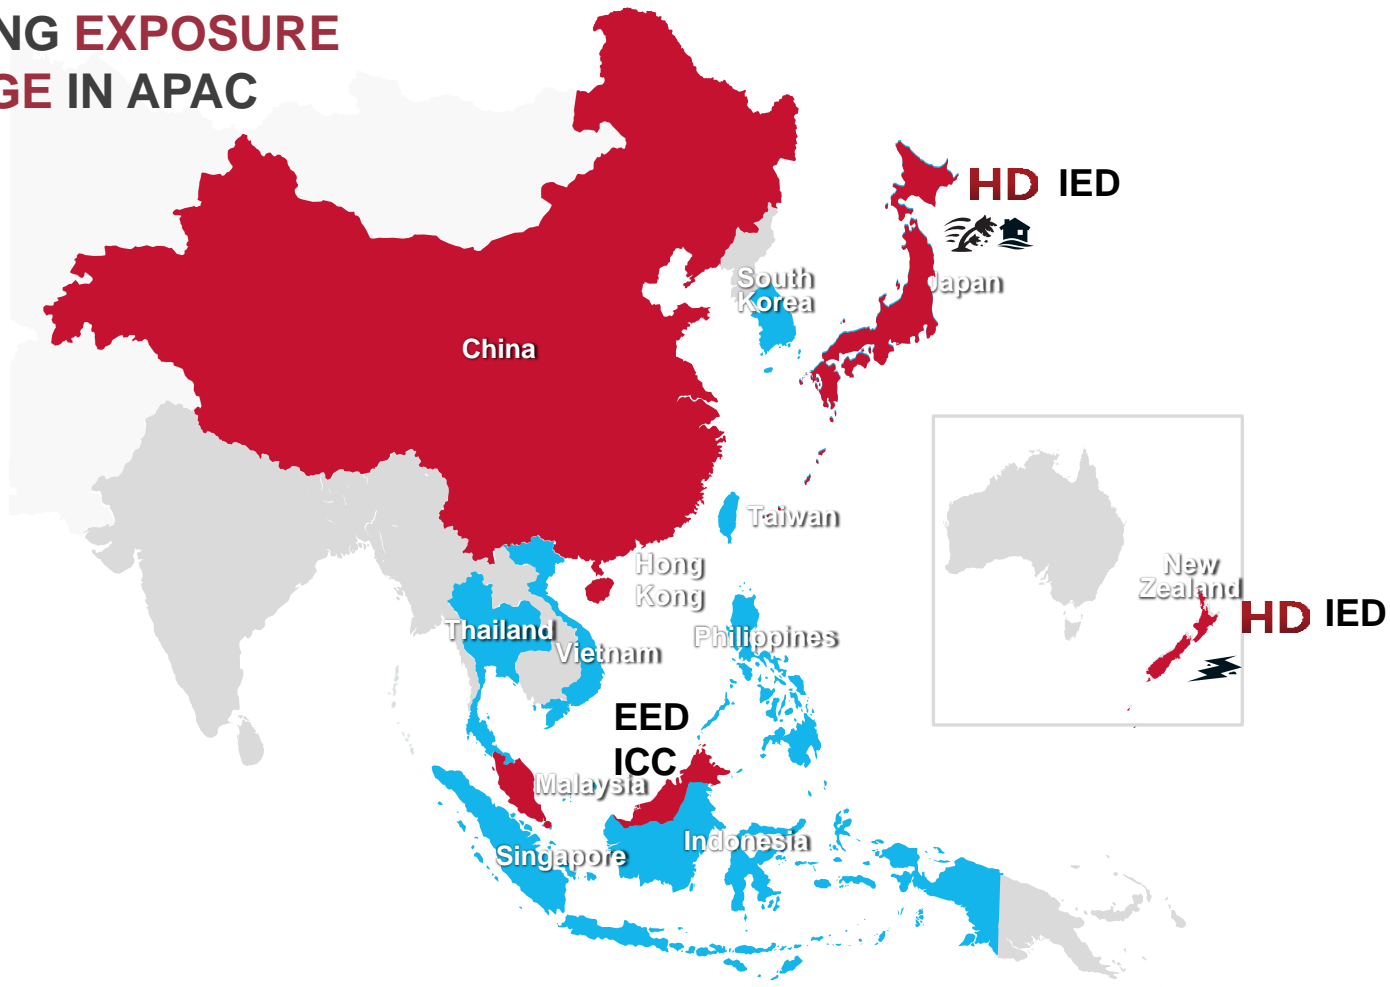 NG EXPOSURE
GE IN APAC
HD IED
South
Korea
Japan
China
Taiwan
Hong
Kong
New
Zealand
HD IED
Thailand
Vietnam
Philippines
EED
ICC
Malaysia
Indonesia
Singapore